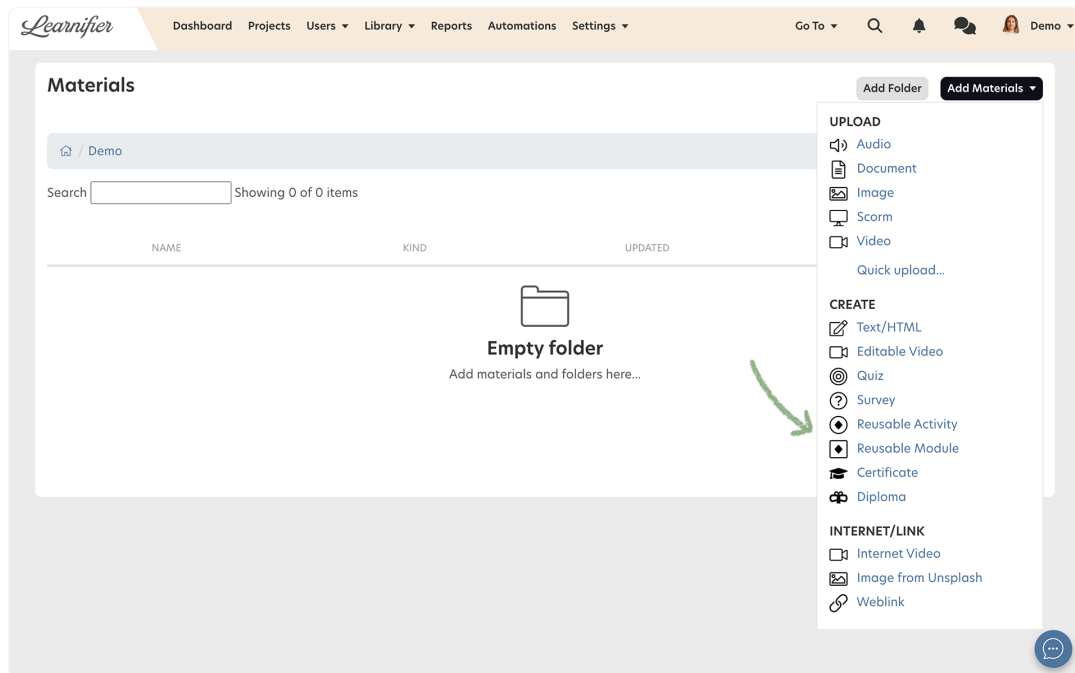 Learnifier Dashboard Projects Users Library Reports Automations Settings Go To Demo
Materials
Add Folder Add Materials
Demo
Search Showing 0 of 0 items
NAME KIND UPDATED
Empty folder
Add materials and folders here...
UPLOAD
Audio
Document
Image
Scorm
Video
Quick upload...
CREATE
Text/HTML
Editable Video
Quiz
Survey
Reusable Activity
Reusable Module
Certificate
Diploma
INTERNET/LINK
Internet Video
Image from Unsplash
Weblink